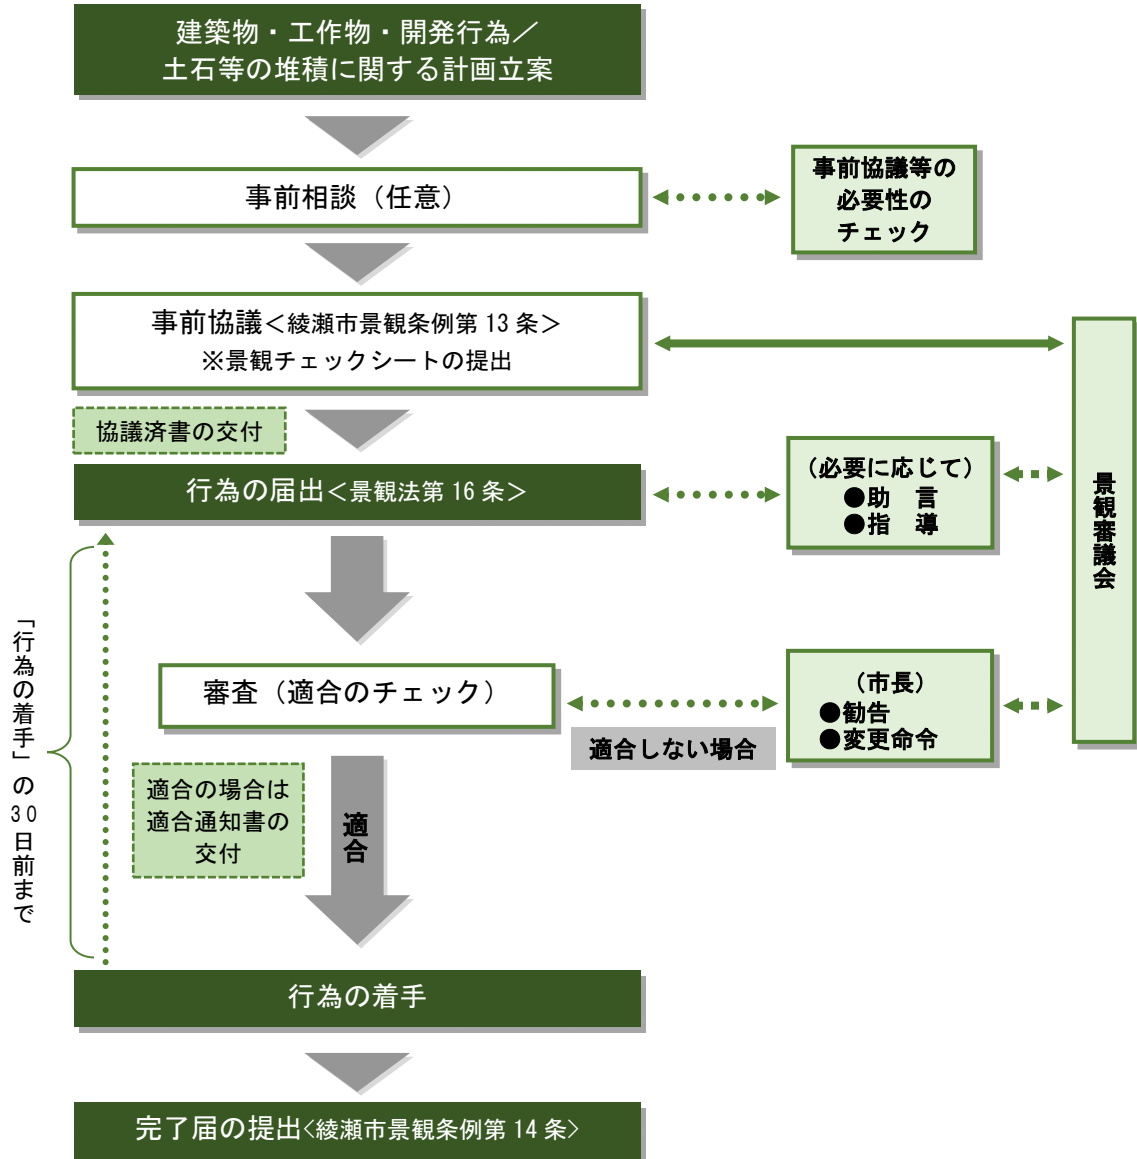 建築物・工作物・開発行為／
土石等の堆積に関する計画立案
事前相談（任意）
事前協議等の
必要性の
チェック
事前協議＜綾瀬市景観条例第 13 条＞
※景観チェックシートの提出
協議済書の交付
行為の届出＜景観法第 16 条＞
（必要に応じて）
●助　言
●指　導
景観審議会
「行為の着手」の 30 日前まで
審査（適合のチェック）
（市長）
●勧告
●変更命令
適合しない場合
適合の場合は
適合通知書の
交付
適合
行為の着手
完了届の提出<綾瀬市景観条例第 14 条>